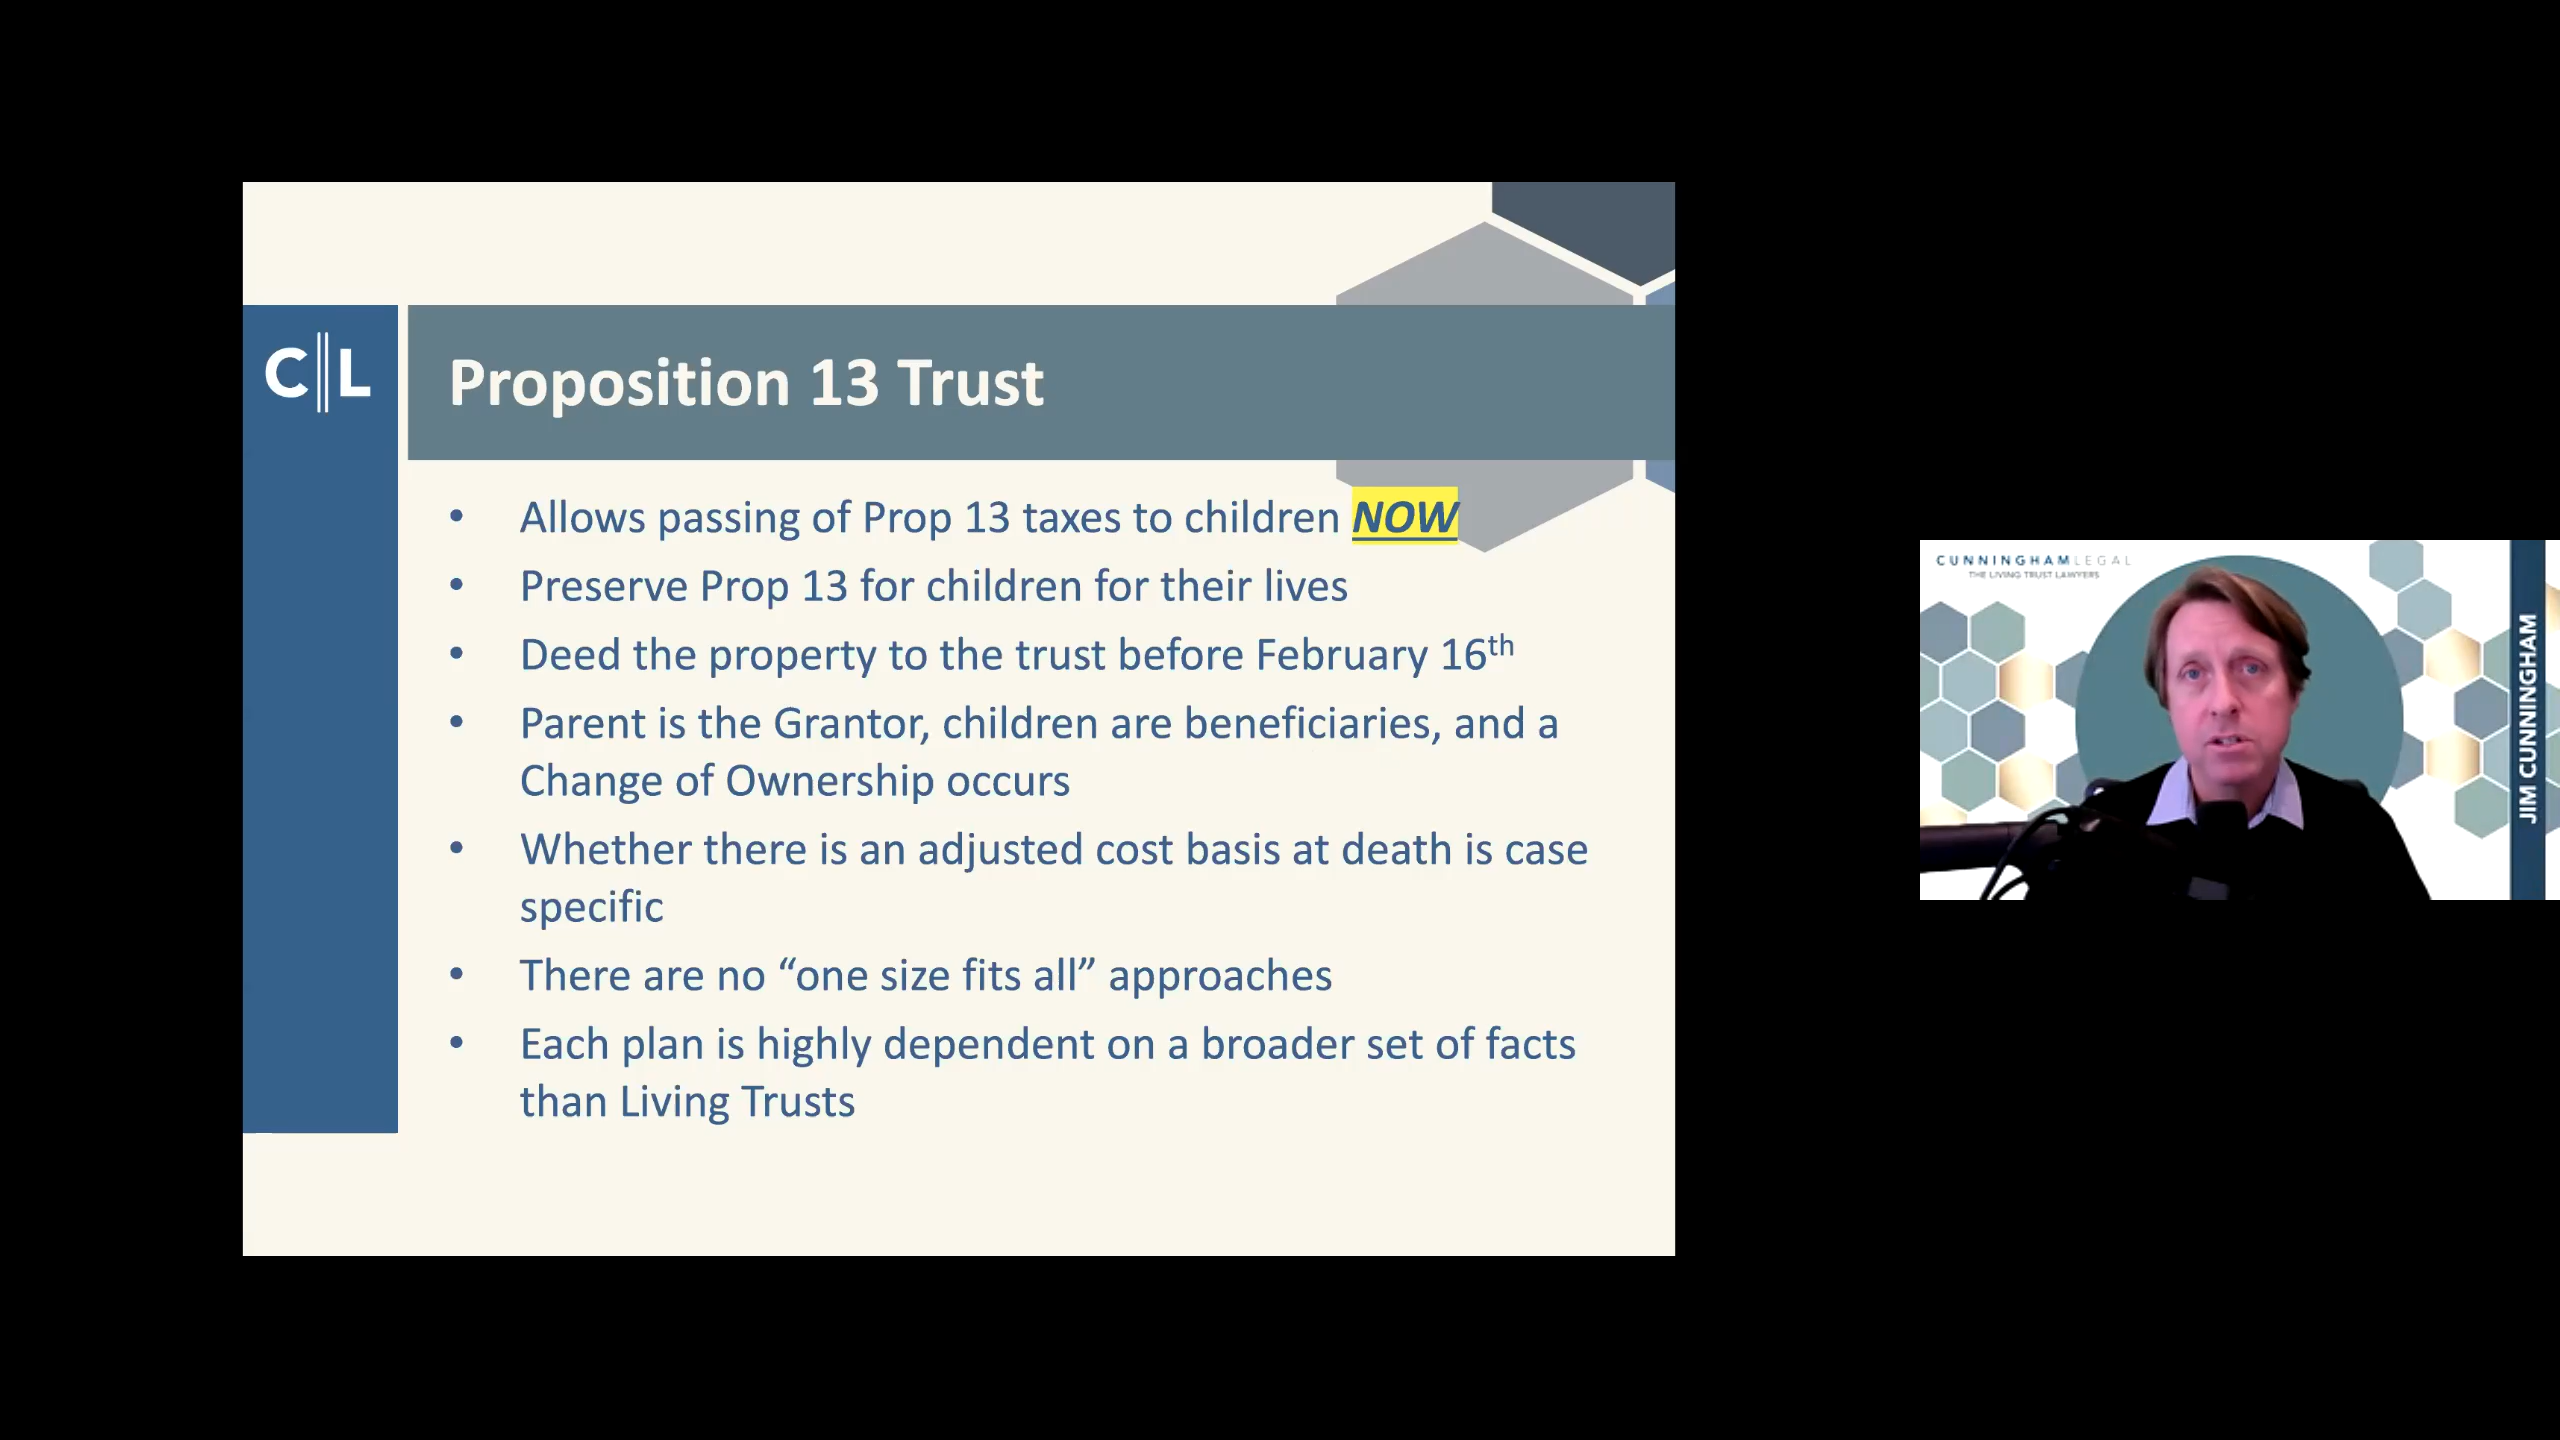 C L
Proposition 13 Trust
• Allows passing of Prop 13 taxes to children NOW
• Preserve Prop 13 for children for their lives
• Deed the property to the trust before February 16th
• Parent is the Grantor, children are beneficiaries, and a
Change of Ownership occurs
• Whether there is an adjusted cost basis at death is case
specific
• There are no “one size fits all” approaches
• Each plan is highly dependent on a broader set of facts
than Living Trusts
CUNNINGHAMLEGAL
THE LIVING TRUST LAWYERS
JIM CUNNINGHAM